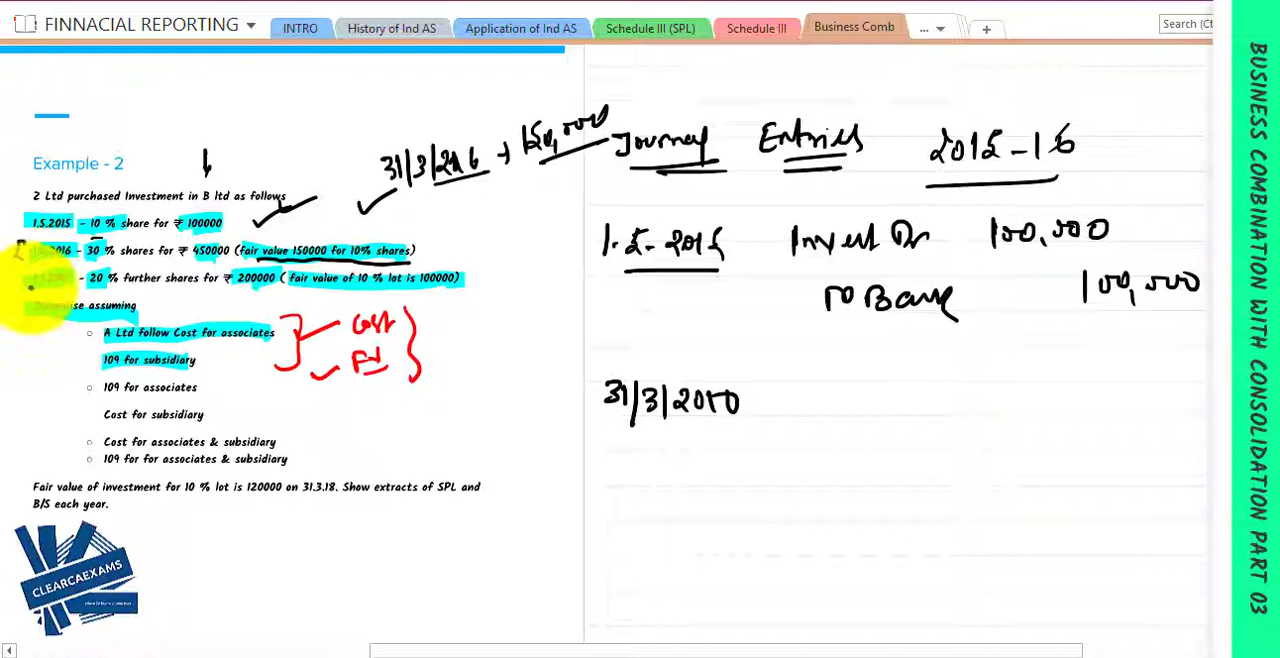 FINNACIAL REPORTING
INTRO
History of Ind AS
Application of Ind AS
Schedule III (SPL)
Schedule III
Business Comb
...
Search (Ct
Example - 2
2 Ltd purchased Investment in B ltd as follows
1.5.2015 - 10 % share for ₹ 100000
2016 - 30 % shares for ₹ 450000 (fair value 150000 for 10% shares)
- 20 % further shares for ₹ 200000 ( fair value of 10 % lot is 100000)
assuming
A Ltd follow Cost for associates
109 for subsidiary
109 for associates
Cost for subsidiary
Cost for associates & subsidiary
109 for for associates & subsidiary
Fair value of investment for 10 % lot is 120000 on 31.3.18. Show extracts of SPL and
B/S each year.
CLEARCAEXAMS
31/3/2016 → 150,000
Cost
Journal Entries 2015-16
1-5-2015 Invest Dr 100,000
To Bank 100,000
31/3/2010
BUSINESS COMBINATION WITH CONSOLIDATION PART 03